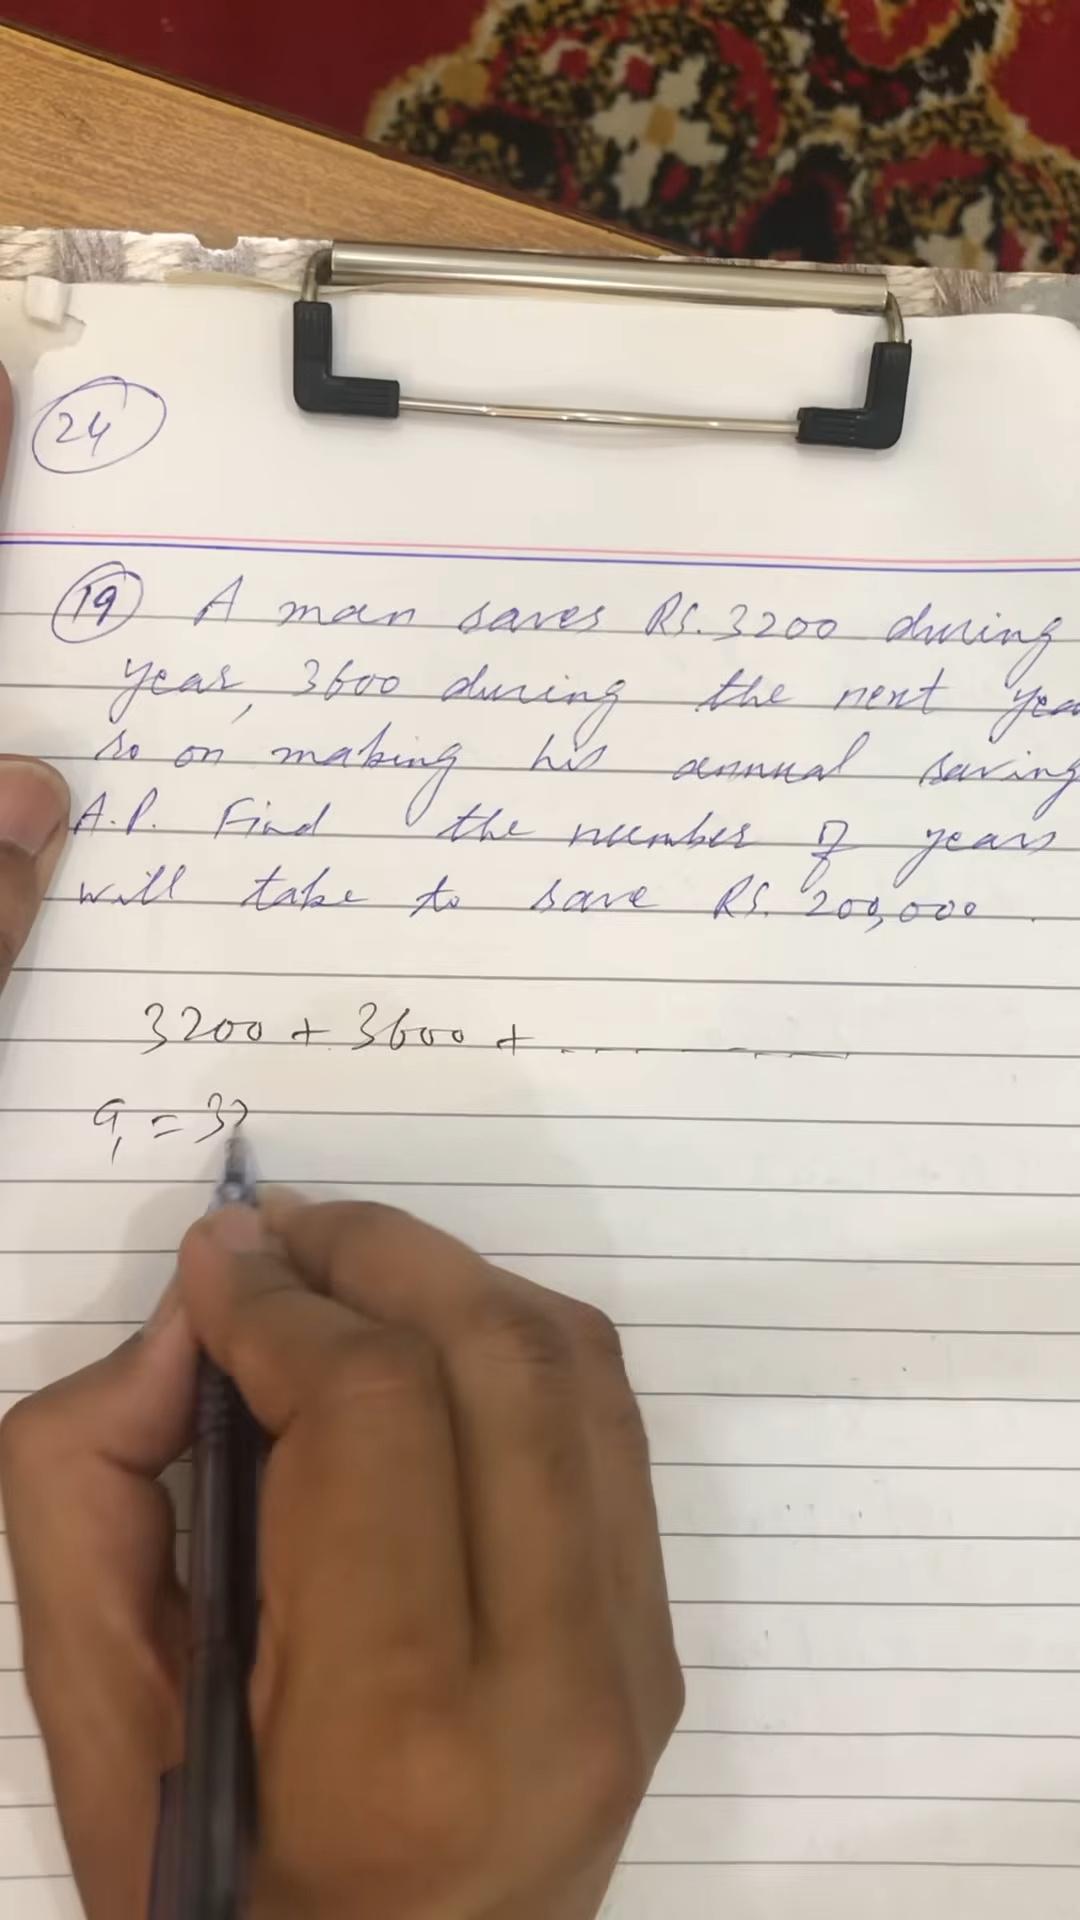 24
19 A man saves RS. 3200 during
year, 3600 during the next yea
so on making his annual saving
A.P. Find the number of years
will take to save RS. 200,000 .
3200 + 3600 + ..........
a1 = 32